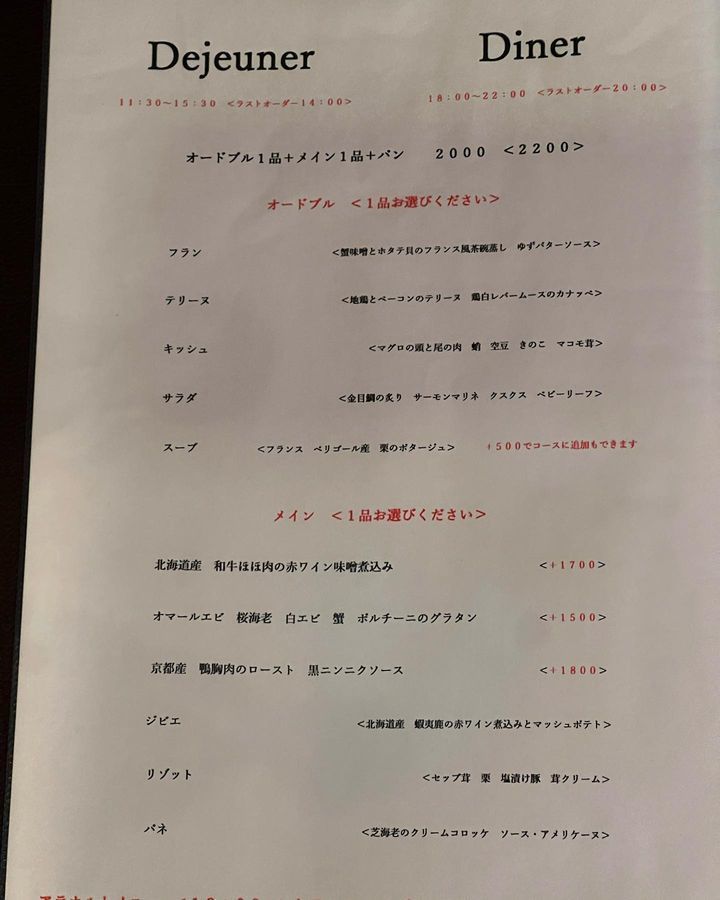 Dejeuner　Diner
11:30～15:30　<ラストオーダー14:00>　18:00～22:00　<ラストオーダー20:00>
オードブル１品＋メイン１品＋パン　２０００　<２２００>
オードブル　<１品お選びください>
フラン　<蟹味噌とホタテ貝のフランス風茶碗蒸し　ゆずバターソース>
テリーヌ　<地鶏とベーコンのテリーヌ　鶏白レバームースのカナッペ>
キッシュ　<マグロの頭と尾の肉　蛸　空豆　きのこ　マコモ茸>
サラダ　<金目鯛の炙り　サーモンマリネ　クスクス　ベビーリーフ>
スープ　<フランス　ペリゴール産　栗のポタージュ>　+５００でコースに追加もできます
メイン　<１品お選びください>
北海道産　和牛ほほ肉の赤ワイン味噌煮込み　<+1700>
オマールエビ　桜海老　白エビ　蟹　ポルチーニのグラタン　<+1500>
京都産　鴨胸肉のロースト　黒ニンニクソース　<+1800>
ジビエ　<北海道産　蝦夷鹿の赤ワイン煮込みとマッシュポテト>
リゾット　<セップ茸　栗　塩漬け豚　茸クリーム>
パネ　<芝海老のクリームコロッケ　ソース・アメリケーヌ>